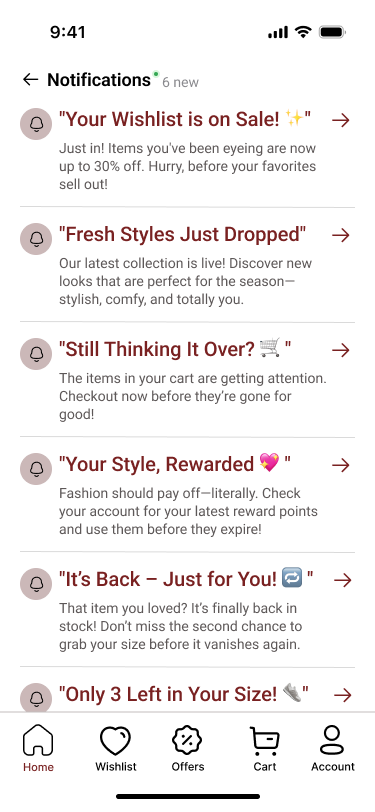 9:41
Notifications 6 new
"Your Wishlist is on Sale! ✨"
Just in! Items you've been eyeing are now
up to 30% off. Hurry, before your favorites
sell out!
"Fresh Styles Just Dropped"
Our latest collection is live! Discover new
looks that are perfect for the season—
stylish, comfy, and totally you.
"Still Thinking It Over? 🛒 "
The items in your cart are getting attention.
Checkout now before they’re gone for
good!
"Your Style, Rewarded 💖 "
Fashion should pay off—literally. Check
your account for your latest reward points
and use them before they expire!
"It’s Back – Just for You! 🔁 "
That item you loved? It’s finally back in
stock! Don’t miss the second chance to
grab your size before it vanishes again.
"Only 3 Left in Your Size! 👟"
Home Wishlist Offers Cart Account